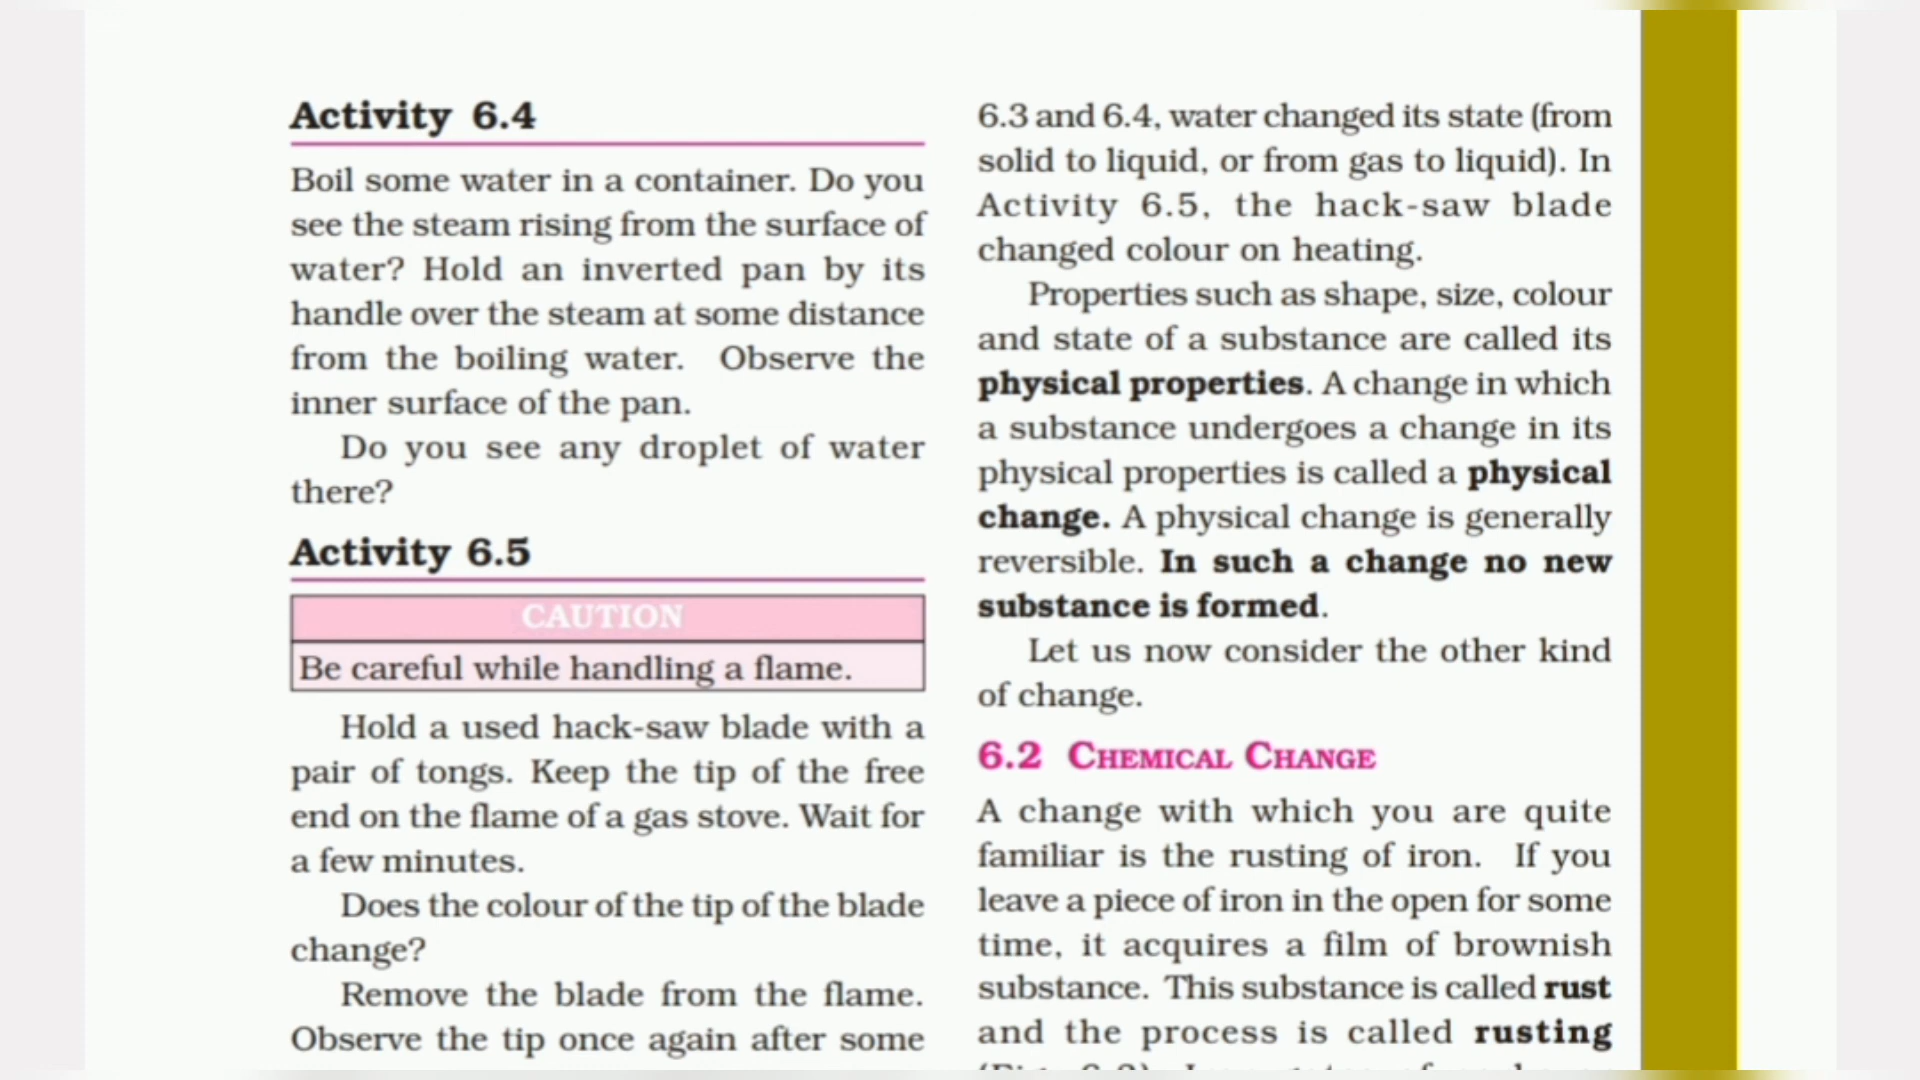 Activity 6.4
Boil some water in a container. Do you
see the steam rising from the surface of
water? Hold an inverted pan by its
handle over the steam at some distance
from the boiling water. Observe the
inner surface of the pan.
Do you see any droplet of water
there?
Activity 6.5
CAUTION
Be careful while handling a flame.
Hold a used hack-saw blade with a
pair of tongs. Keep the tip of the free
end on the flame of a gas stove. Wait for
a few minutes.
Does the colour of the tip of the blade
change?
Remove the blade from the flame.
Observe the tip once again after some
6.3 and 6.4, water changed its state (from
solid to liquid, or from gas to liquid). In
Activity 6.5, the hack-saw blade
changed colour on heating.
Properties such as shape, size, colour
and state of a substance are called its
physical properties. A change in which
a substance undergoes a change in its
physical properties is called a physical
change. A physical change is generally
reversible. In such a change no new
substance is formed.
Let us now consider the other kind
of change.
6.2 CHEMICAL CHANGE
A change with which you are quite
familiar is the rusting of iron. If you
leave a piece of iron in the open for some
time, it acquires a film of brownish
substance. This substance is called rust
and the process is called rusting